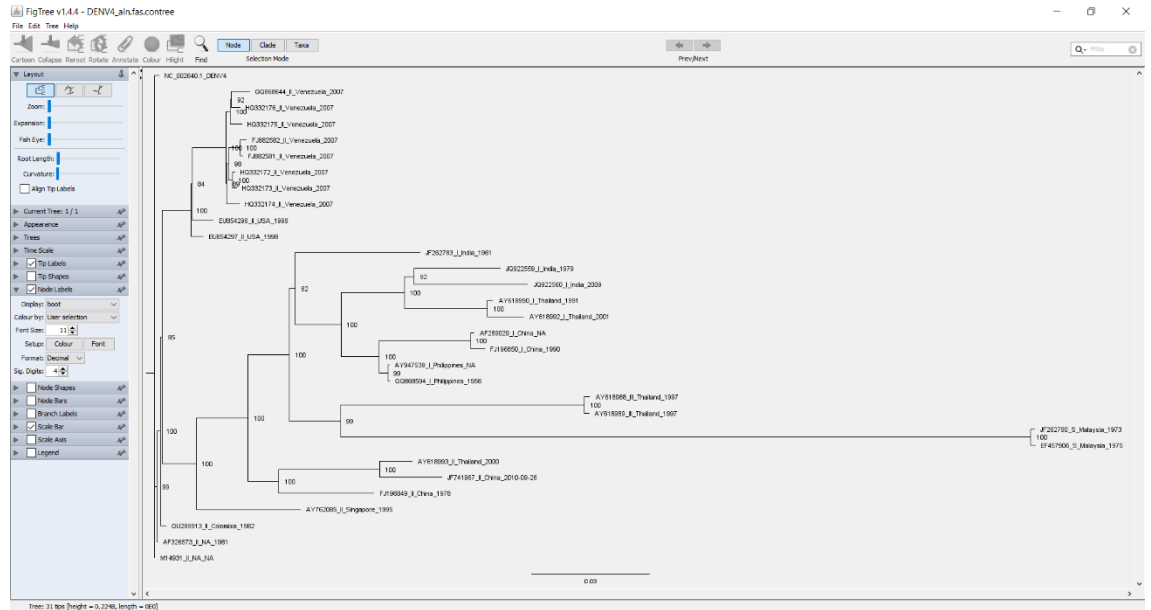 FigTree v1.4.4 - DENV4_aln.fas.contree
File Edit Tree Help
Cartoon Collapse Reroot Rotate Annotate Colour Hilight Find
Node Clade Taxa
Selection Mode
Prev/Next
Filter
Layout
Zoom:
Expansion:
Fish Eye:
Root Length:
Curvature:
Align Tip Labels
Current Tree: 1 / 1
Appearance
Trees
Time Scale
Tip Labels
Tip Shapes
Node Labels
Display: boot
Colour by: User selection
Font Size: 11
Setup: Colour Font
Format: Decimal
Sig. Digits: 4
Node Shapes
Node Bars
Branch Labels
Scale Bar
Scale Axis
Legend
NC_002640.1_DENV4
GQ868644_II_Venezuela_2007
92
HQ332176_II_Venezuela_2007
100
HQ332175_II_Venezuela_2007
FJ882582_II_Venezuela_2007
100
FJ882581_II_Venezuela_2007
98
HQ332172_II_Venezuela_2007
100
HQ332173_II_Venezuela_2007
84
HQ332174_II_Venezuela_2007
100
EU854296_II_USA_1998
EU854297_II_USA_1998
JF262783_I_India_1961
JQ922559_I_India_1979
62
92
JQ922560_I_India_2009
100
AY618990_I_Thailand_1991
100
AY618992_I_Thailand_2001
100
AF289029_I_China_NA
85
100
FJ196850_I_China_1990
100
100
AY947539_I_Philippines_NA
99
GQ868594_I_Philippines_1956
AY618988_III_Thailand_1997
100
AY618989_III_Thailand_1997
100
99
JF262780_S_Malaysia_1973
100
100
EF457906_S_Malaysia_1975
AY618993_II_Thailand_2000
100
100
JF741967_II_China_2010-09-26
100
98
FJ196849_II_China_1978
AY762085_II_Singapore_1995
GU289913_II_Colombia_1982
AF326573_II_NA_1981
M14931_II_NA_NA
0.03
Tree: 31 tips [height = 0.2248, length = 0E0]